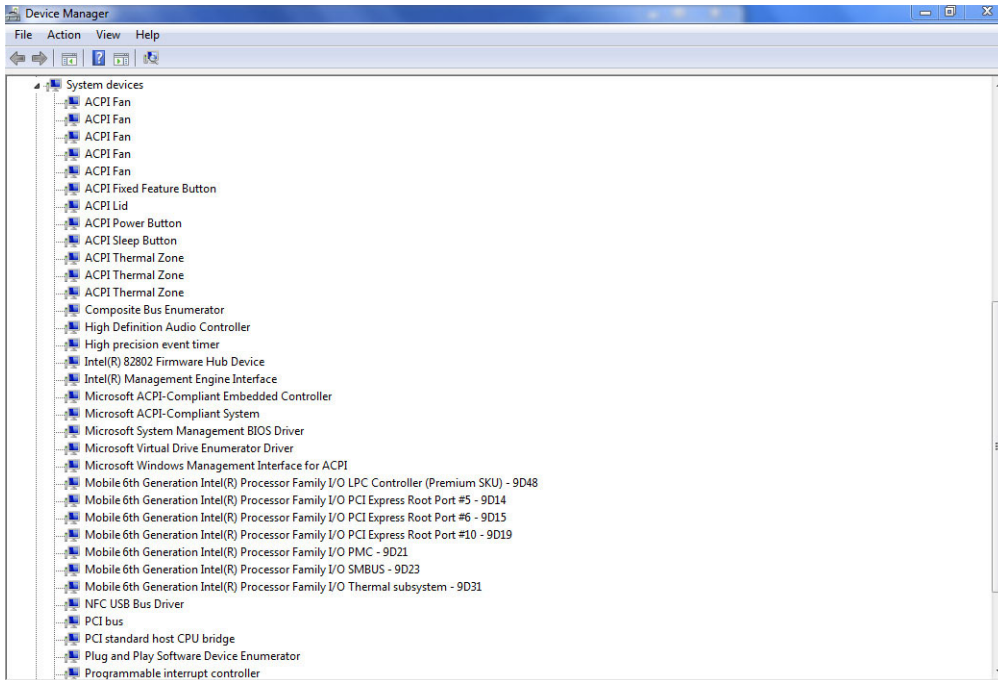 Device Manager
File Action View Help
System devices
ACPI Fan
ACPI Fan
ACPI Fan
ACPI Fan
ACPI Fan
ACPI Fixed Feature Button
ACPI Lid
ACPI Power Button
ACPI Sleep Button
ACPI Thermal Zone
ACPI Thermal Zone
ACPI Thermal Zone
Composite Bus Enumerator
High Definition Audio Controller
High precision event timer
Intel(R) 82802 Firmware Hub Device
Intel(R) Management Engine Interface
Microsoft ACPI-Compliant Embedded Controller
Microsoft ACPI-Compliant System
Microsoft System Management BIOS Driver
Microsoft Virtual Drive Enumerator Driver
Microsoft Windows Management Interface for ACPI
Mobile 6th Generation Intel(R) Processor Family I/O LPC Controller (Premium SKU) - 9D48
Mobile 6th Generation Intel(R) Processor Family I/O PCI Express Root Port #5 - 9D14
Mobile 6th Generation Intel(R) Processor Family I/O PCI Express Root Port #6 - 9D15
Mobile 6th Generation Intel(R) Processor Family I/O PCI Express Root Port #10 - 9D19
Mobile 6th Generation Intel(R) Processor Family I/O PMC - 9D21
Mobile 6th Generation Intel(R) Processor Family I/O SMBUS - 9D23
Mobile 6th Generation Intel(R) Processor Family I/O Thermal subsystem - 9D31
NFC USB Bus Driver
PCI bus
PCI standard host CPU bridge
Plug and Play Software Device Enumerator
Programmable interrupt controller